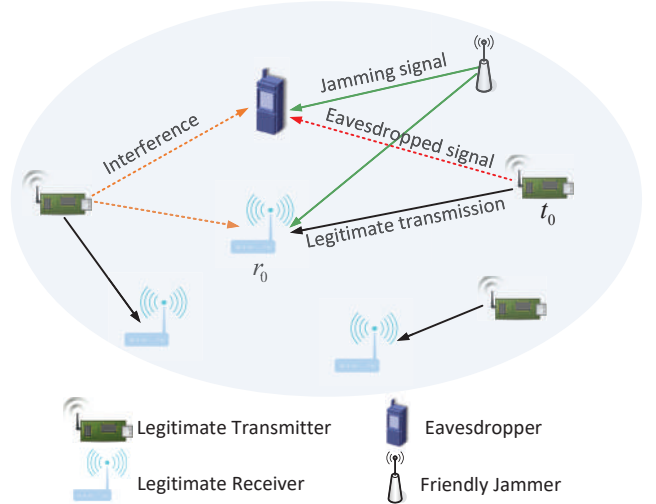 Jamming signal
Eavesdropped signal
Interference
Legitimate transmission
t₀
r₀
Legitimate Transmitter
Eavesdropper
Legitimate Receiver
Friendly Jammer